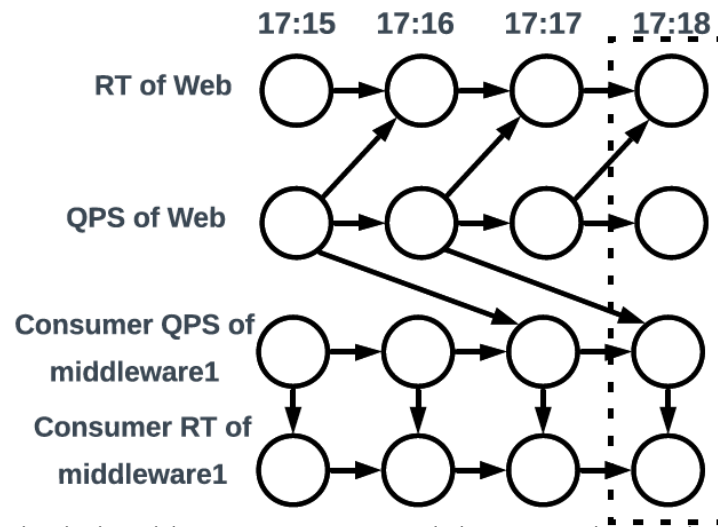 17:15 17:16 17:17 17:18
RT of Web
QPS of Web
Consumer QPS of
middleware1
Consumer RT of
middleware1